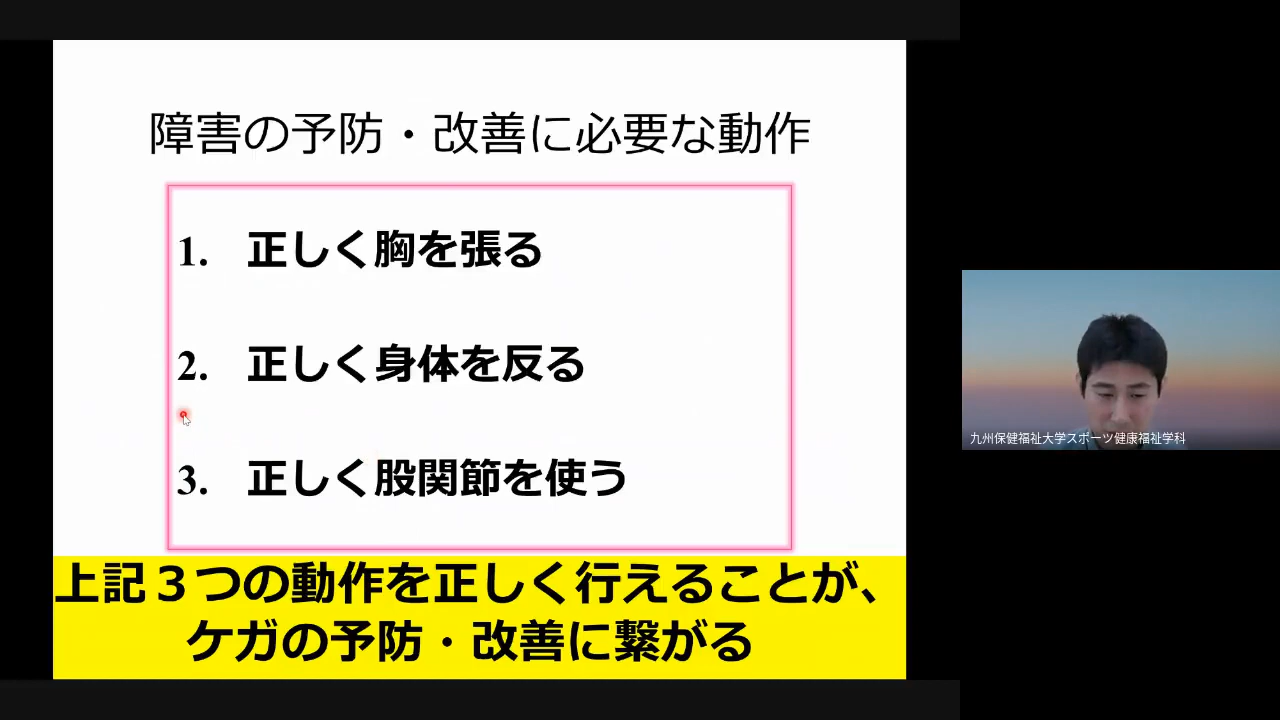 障害の予防・改善に必要な動作
1. 正しく胸を張る
2. 正しく身体を反る
3. 正しく股関節を使う
上記３つの動作を正しく行えることが、
ケガの予防・改善に繋がる
九州保健福祉大学スポーツ健康福祉学科